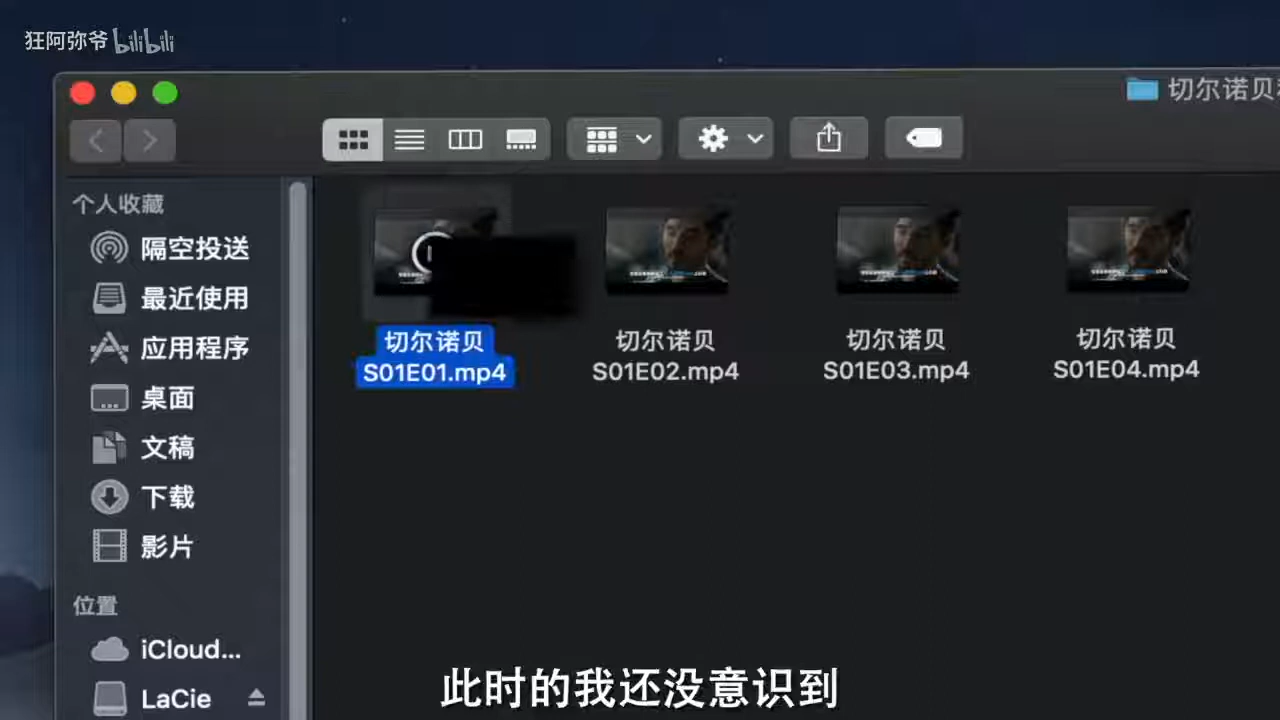 狂阿弥爷 bilibili
切尔诺贝
个人收藏
隔空投送
最近使用
应用程序
桌面
文稿
下载
影片
位置
iCloud...
LaCie
切尔诺贝
S01E01.mp4
切尔诺贝
S01E02.mp4
切尔诺贝
S01E03.mp4
切尔诺贝
S01E04.mp4
此时的我还没意识到